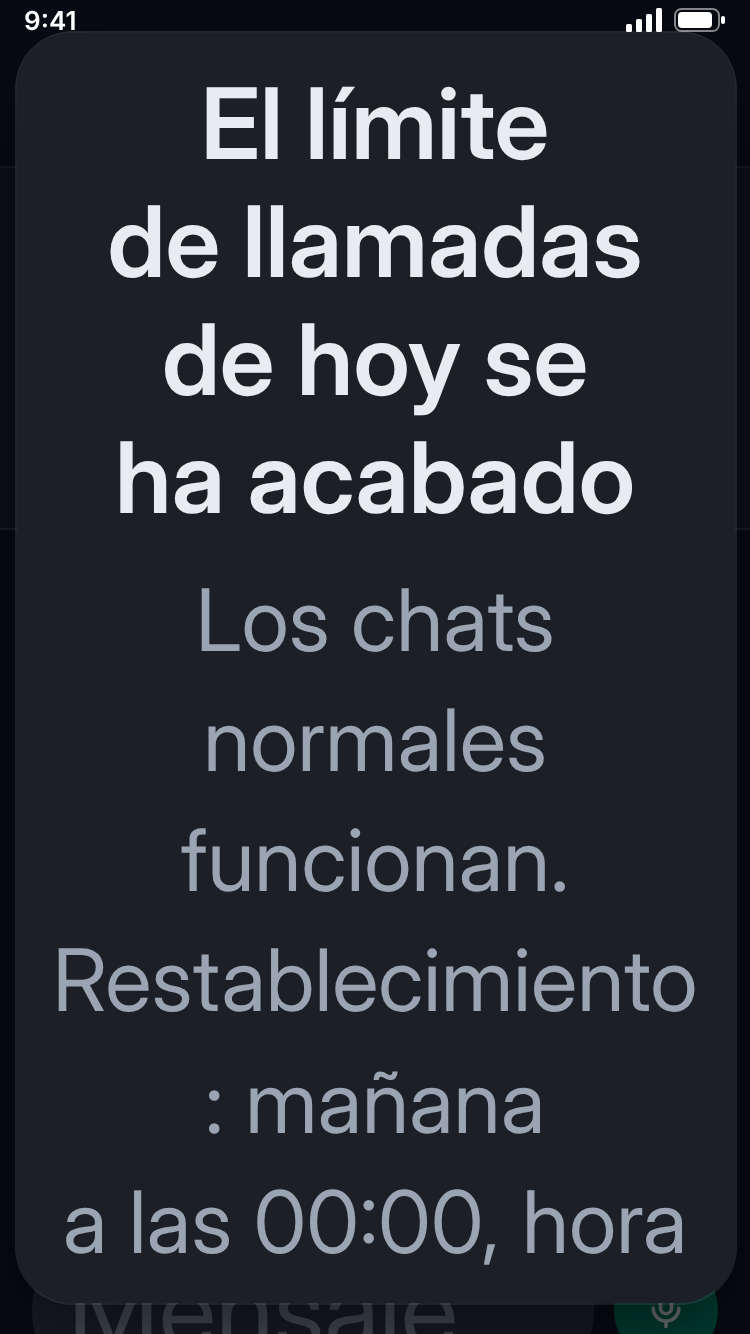 9:41
El límite
de llamadas
de hoy se
ha acabado
Los chats
normales
funcionan.
Restablecimiento
: mañana
a las 00:00, hora
Mensaje